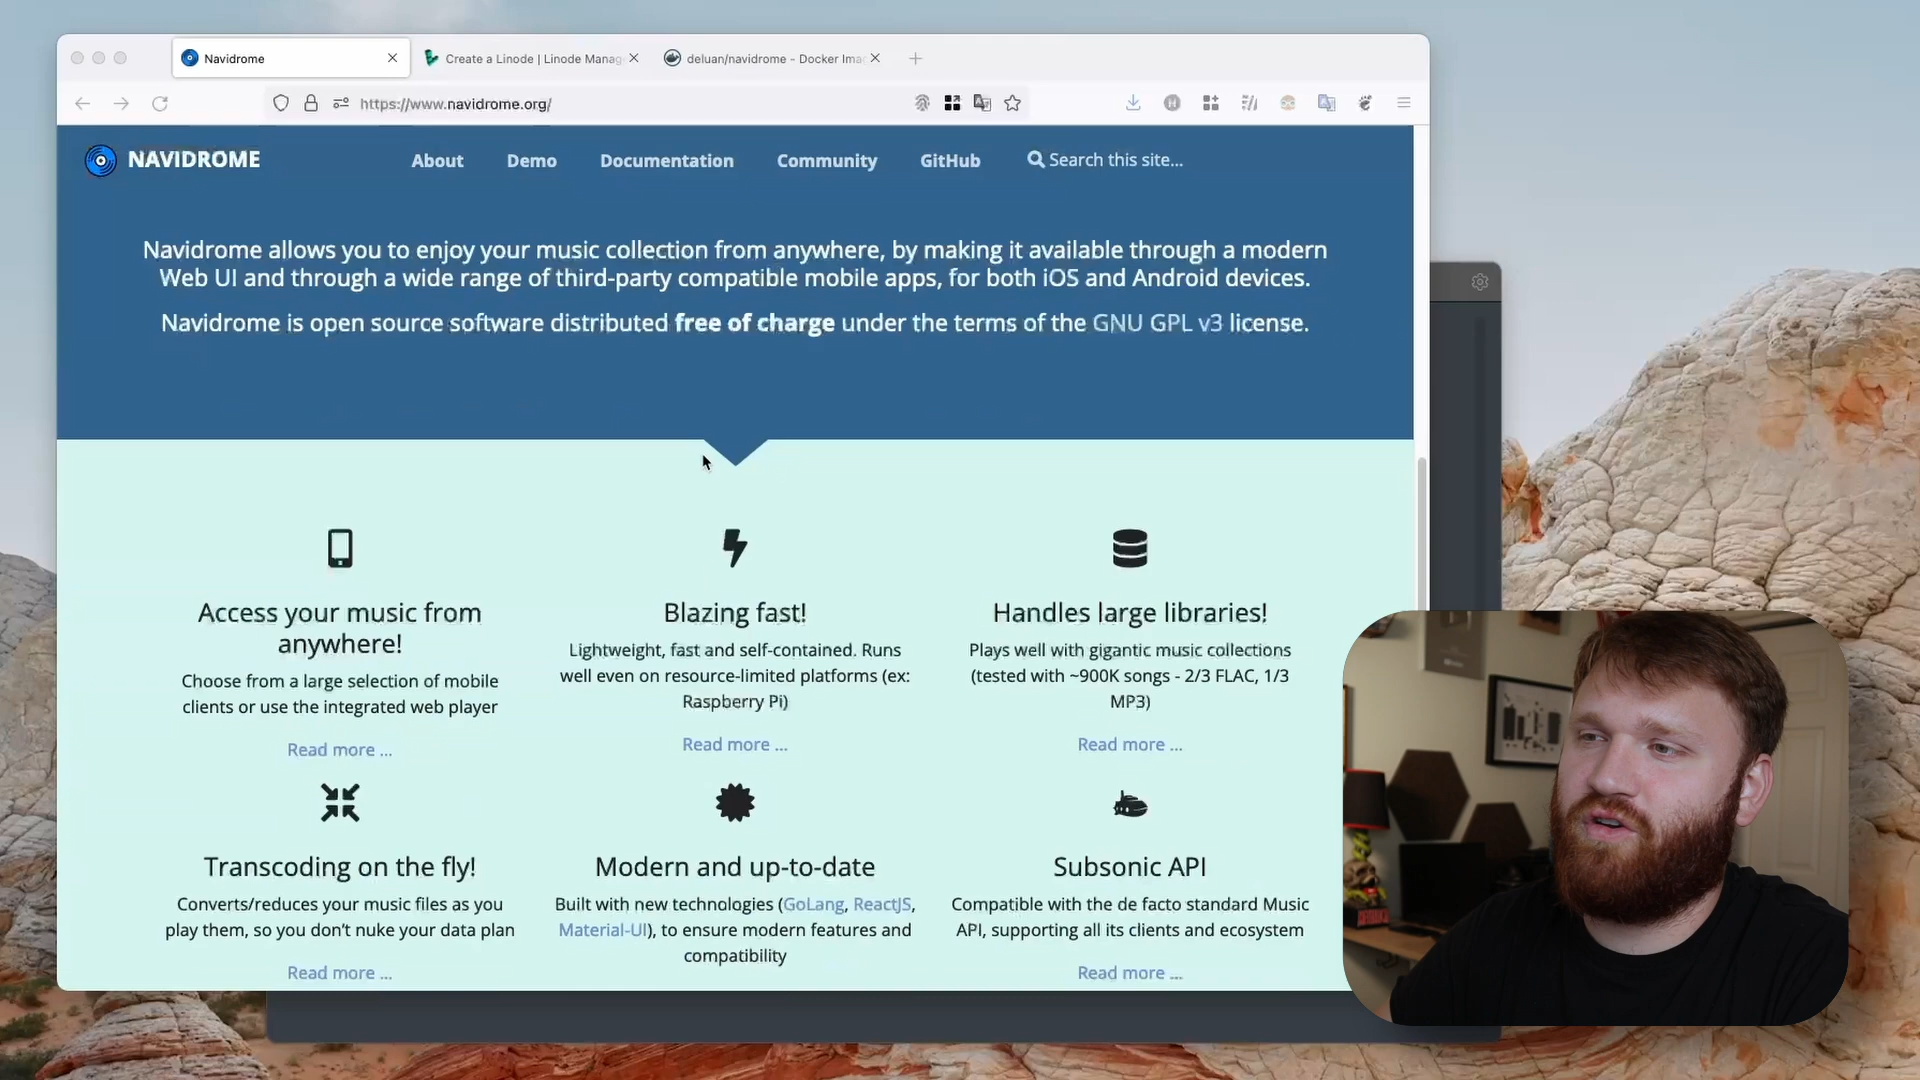 Navidrome
Create a Linode | Linode Manag
deluan/navidrome - Docker Ima
https://www.navidrome.org/
NAVIDROME
About
Demo
Documentation
Community
GitHub
Search this site...
Navidrome allows you to enjoy your music collection from anywhere, by making it available through a modern
Web UI and through a wide range of third-party compatible mobile apps, for both iOS and Android devices.
Navidrome is open source software distributed free of charge under the terms of the GNU GPL v3 license.
Access your music from
anywhere!
Choose from a large selection of mobile
clients or use the integrated web player
Read more ...
Blazing fast!
Lightweight, fast and self-contained. Runs
well even on resource-limited platforms (ex:
Raspberry Pi)
Read more ...
Handles large libraries!
Plays well with gigantic music collections
(tested with ~900K songs - 2/3 FLAC, 1/3
MP3)
Read more ...
Transcoding on the fly!
Converts/reduces your music files as you
play them, so you don't nuke your data plan
Read more ...
Modern and up-to-date
Built with new technologies (GoLang, ReactJS,
Material-UI), to ensure modern features and
compatibility
Subsonic API
Compatible with the de facto standard Music
API, supporting all its clients and ecosystem
Read more ...